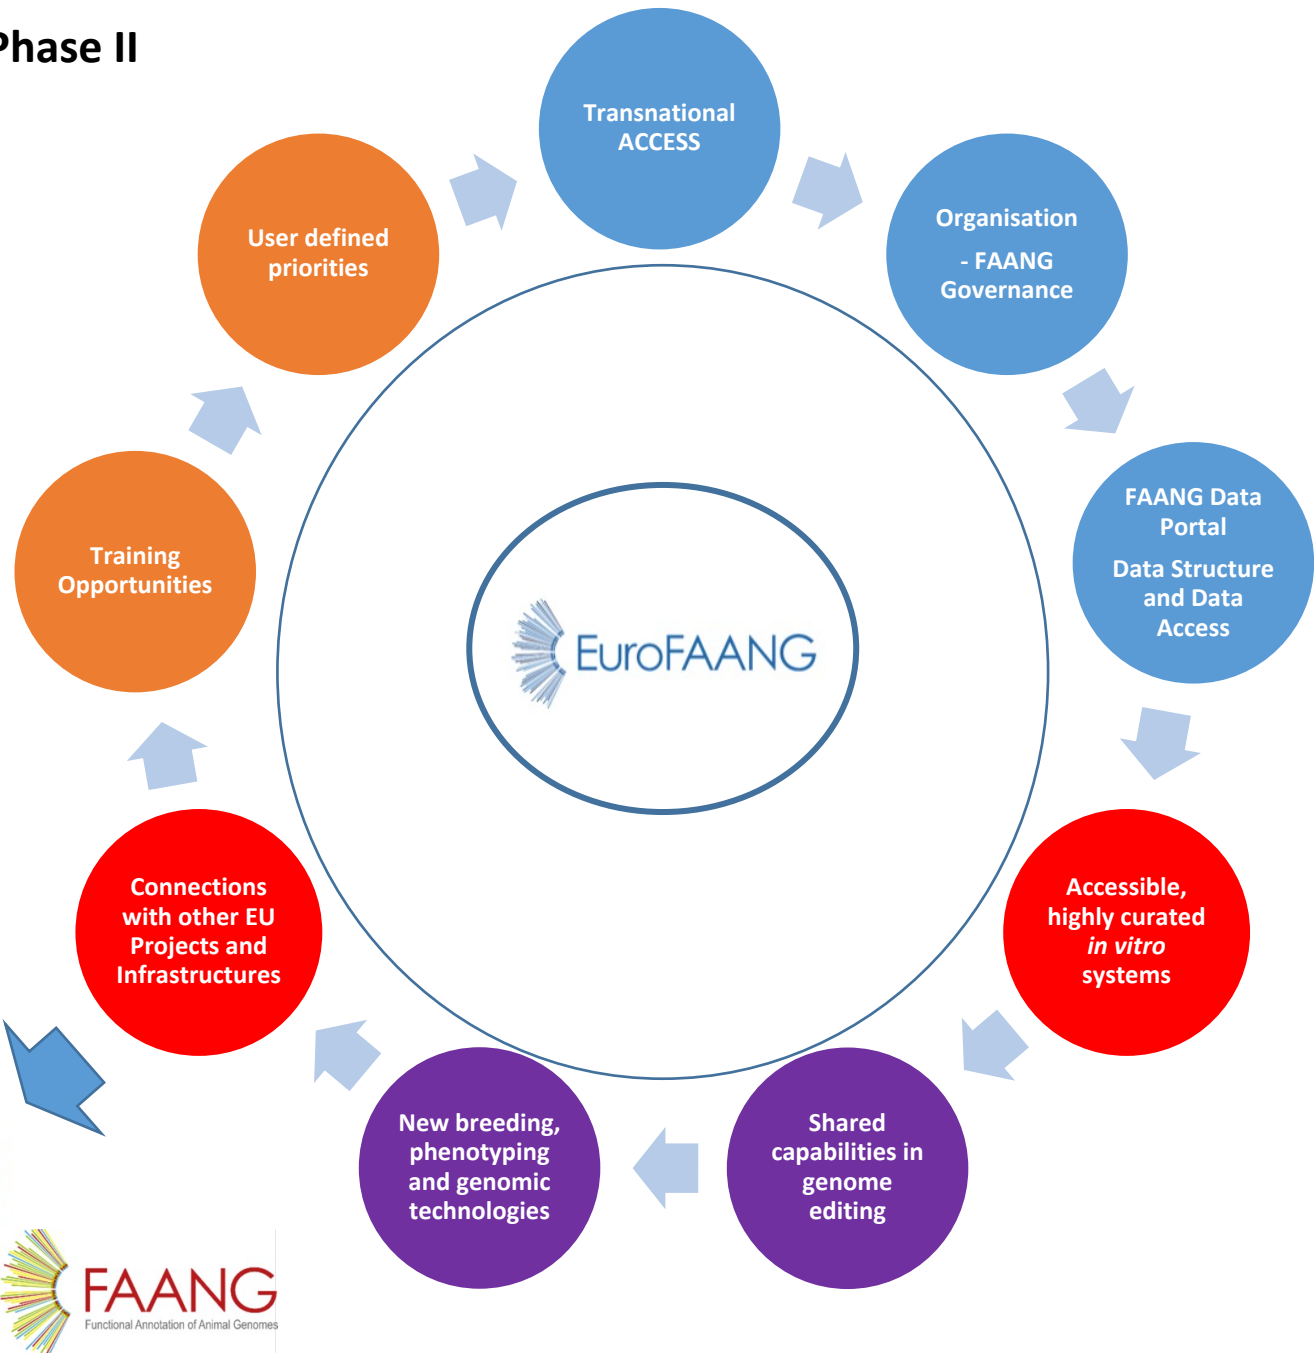 Phase II
Transnational
ACCESS
Organisation
- FAANG
Governance
FAANG Data
Portal
Data Structure
and Data
Access
Accessible,
highly curated
in vitro
systems
Shared
capabilities in
genome
editing
New breeding,
phenotyping
and genomic
technologies
Connections
with other EU
Projects and
Infrastructures
Training
Opportunities
User defined
priorities
EuroFAANG
FAANG
Functional Annotation of Animal Genomes